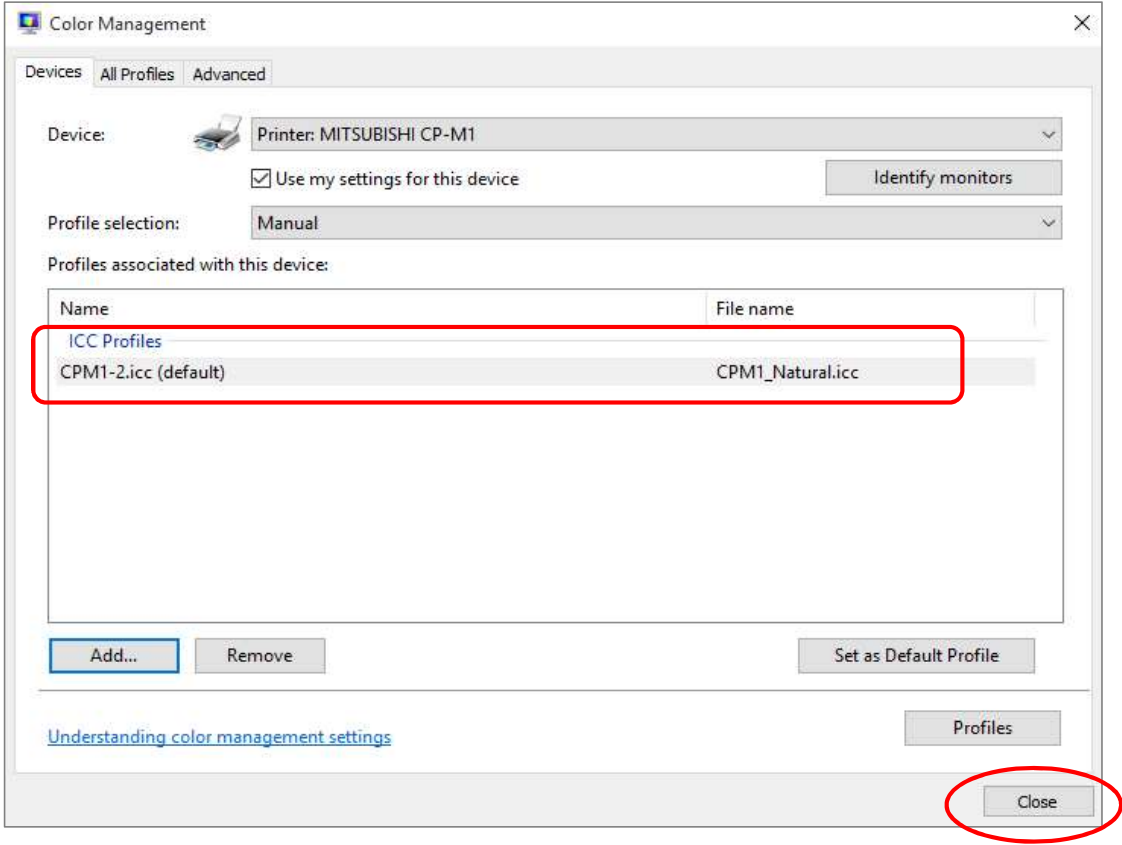 Color Management
Devices All Profiles Advanced
Device: Printer: MITSUBISHI CP-M1
Use my settings for this device Identify monitors
Profile selection: Manual
Profiles associated with this device:
Name File name
ICC Profiles
CPM1-2.icc (default) CPM1_Natural.icc
Add... Remove Set as Default Profile
Understanding color management settings Profiles
Close